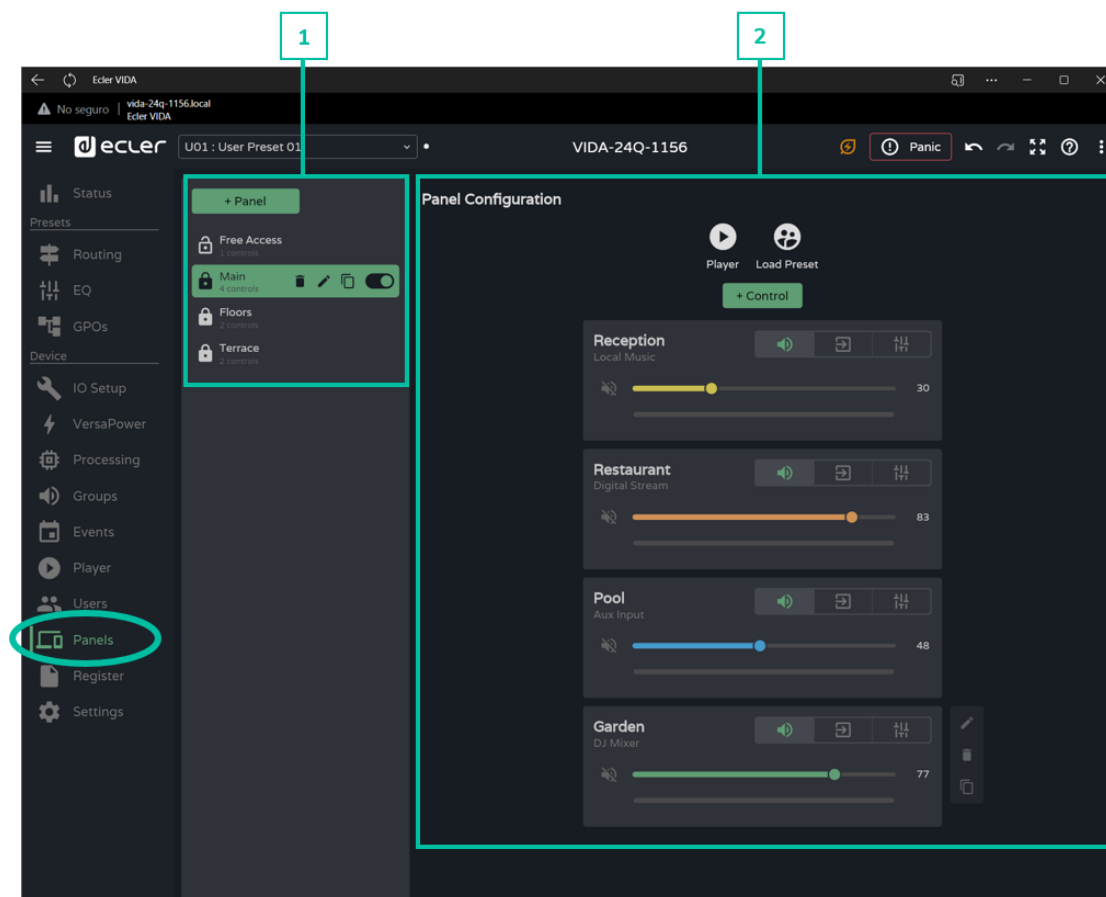 1
2
Ecler VIDA
No seguro
vida-24q-1156.local
Ecler VIDA
ecler
U01 : User Preset 01
VIDA-24Q-1156
Panic
Status
Presets
Routing
EQ
GPOs
Device
IO Setup
VersaPower
Processing
Groups
Events
Player
Users
Panels
Register
Settings
+ Panel
Free Access
1 controls
Main
4 controls
Floors
2 controls
Terrace
2 controls
Panel Configuration
Player
Load Preset
+ Control
Reception
Local Music
30
Restaurant
Digital Stream
83
Pool
Aux Input
48
Garden
DJ Mixer
77